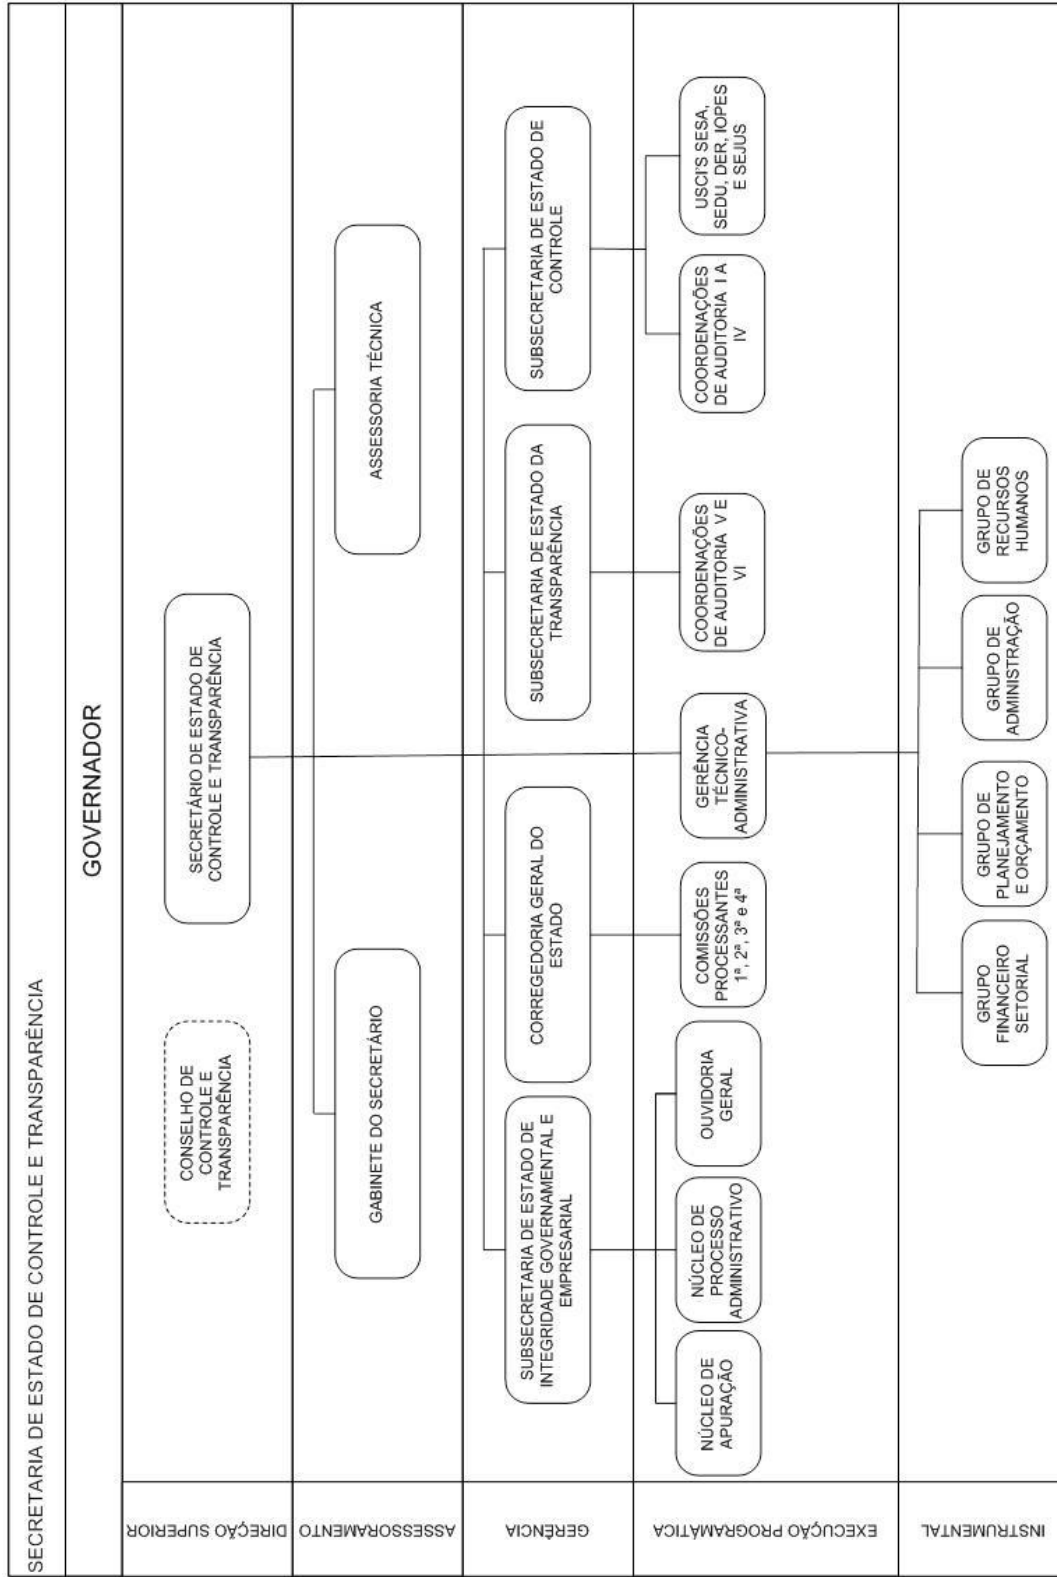 SECRETARIA DE ESTADO DE CONTROLE E TRANSPARÊNCIA
GOVERNADOR
DIREÇÃO SUPERIOR
CONSELHO DE
CONTROLE E
TRANSPARÊNCIA
SECRETÁRIO DE ESTADO DE
CONTROLE E TRANSPARÊNCIA
ASSESSORAMENTO
GABINETE DO SECRETÁRIO
ASSESSORIA TÉCNICA
GERÊNCIA
SUBSECRETARIA DE ESTADO DE
INTEGRIDADE GOVERNAMENTAL E
EMPRESARIAL
CORREGEDORIA GERAL DO
ESTADO
SUBSECRETARIA DE ESTADO DA
TRANSPARÊNCIA
SUBSECRETARIA DE ESTADO DE
CONTROLE
EXECUÇÃO PROGRAMÁTICA
NÚCLEO DE
APURAÇÃO
NÚCLEO DE
PROCESSO
ADMINISTRATIVO
OUVIDORIA
GERAL
COMISSÕES
PROCESSANTES
1ª, 2ª, 3ª e 4ª
GERÊNCIA
TÉCNICO-
ADMINISTRATIVA
COORDENAÇÕES
DE AUDITORIA V E
VI
COORDENAÇÕES
DE AUDITORIA I A
IV
USCI'S SESA,
SEDU, DER, IOPES
E SEJUS
INSTRUMENTAL
GRUPO
FINANCEIRO
SETORIAL
GRUPO DE
PLANEJAMENTO
E ORÇAMENTO
GRUPO DE
ADMINISTRAÇÃO
GRUPO DE
RECURSOS
HUMANOS